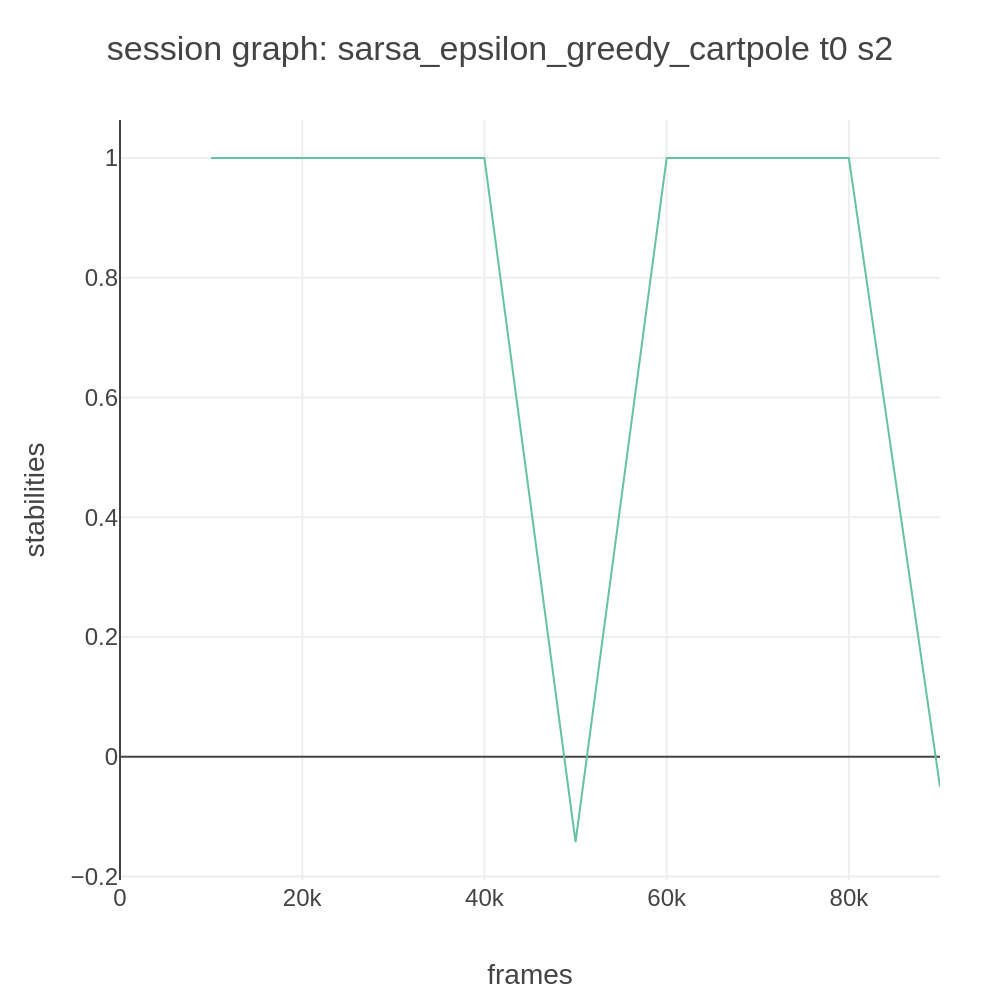 session graph: sarsa_epsilon_greedy_cartpole t0 s2
1
0.8
0.6
0.4
0.2
0
−0.2
stabilities
0
20k
40k
60k
80k
frames